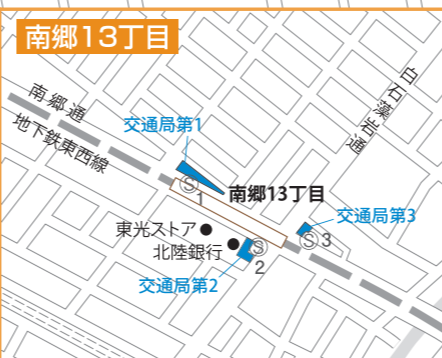 南郷13丁目
白石藻岩通
南郷通
地下鉄東西線
交通局第1
Ⓢ
1
南郷13丁目
交通局第3
Ⓢ 3
東光ストア
北陸銀行
Ⓢ
2
交通局第2